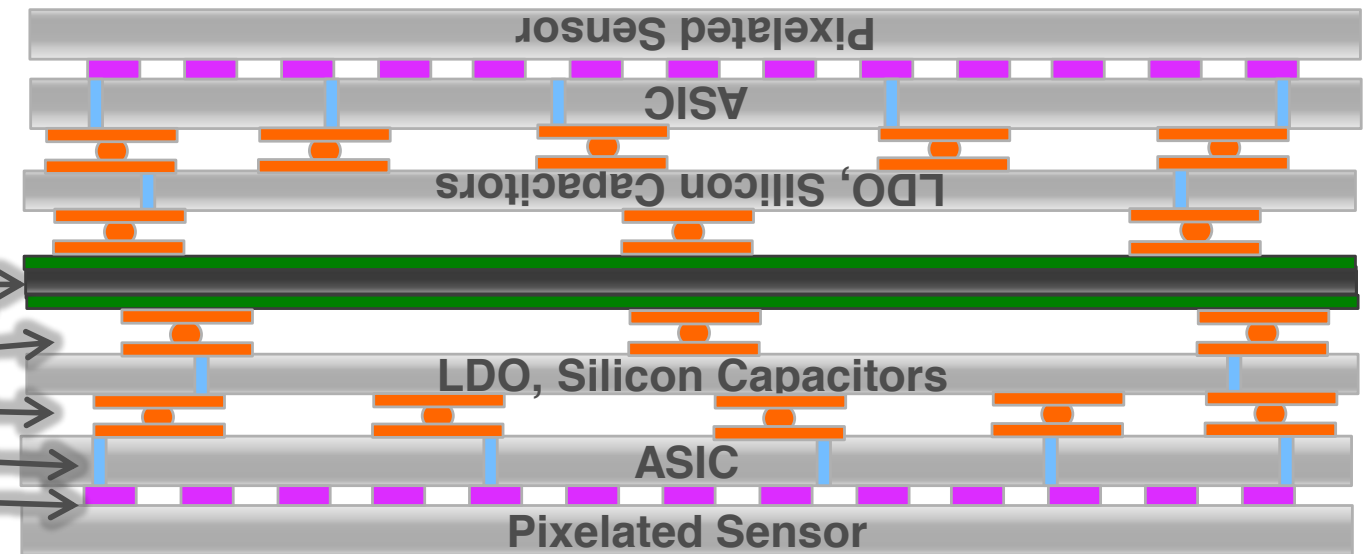 Pixelated Sensor
ASIC
LDO, Silicon Capacitors
LDO, Silicon Capacitors
ASIC
Pixelated Sensor